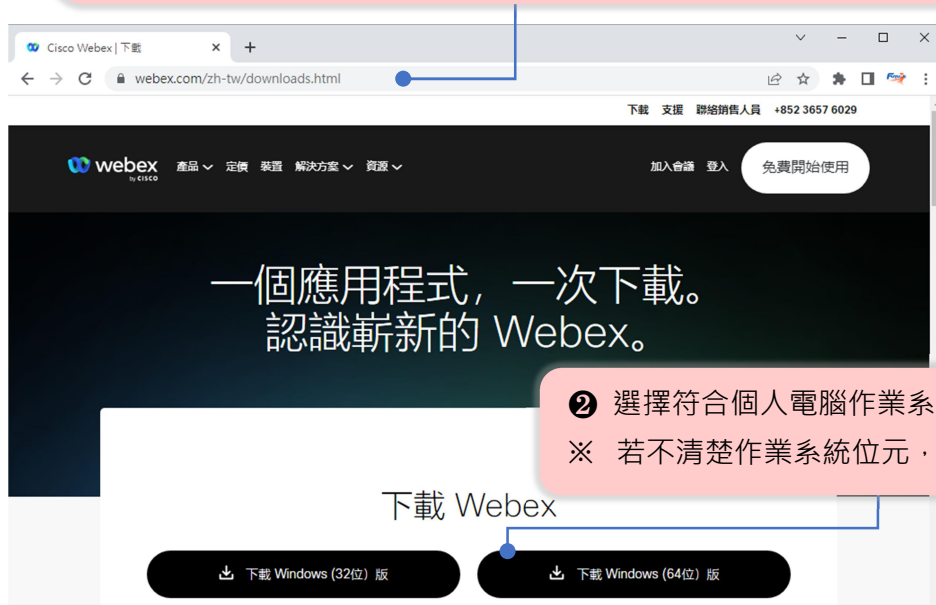 Cisco Webex | 下載
webex.com/zh-tw/downloads.html
下載 支援 聯絡銷售人員 +852 3657 6029
webex by CISCO 產品 定價 裝置 解決方案 資源 加入會議 登入 免費開始使用
一個應用程式，一次下載。
認識嶄新的 Webex。
❷ 選擇符合個人電腦作業系
※ 若不清楚作業系統位元，
下載 Webex
下載 Windows (32位) 版 下載 Windows (64位) 版